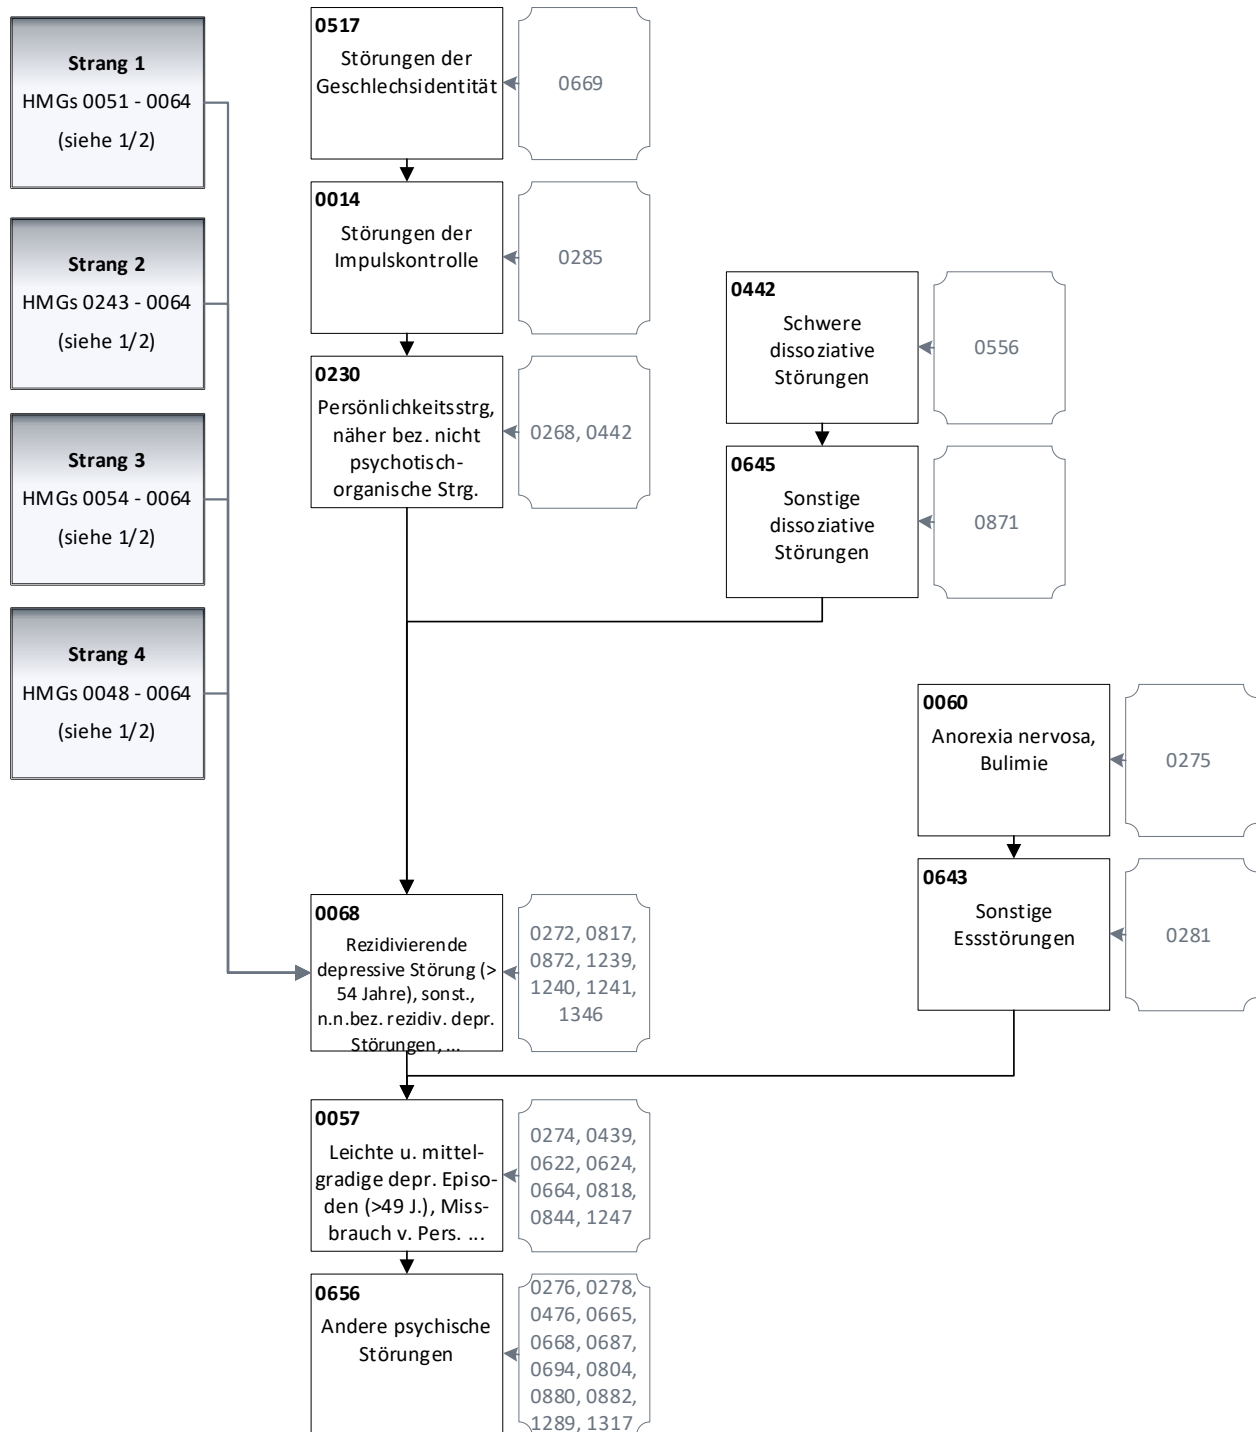 Strang 1
HMGs 0051 - 0064
(siehe 1/2)
Strang 2
HMGs 0243 - 0064
(siehe 1/2)
Strang 3
HMGs 0054 - 0064
(siehe 1/2)
Strang 4
HMGs 0048 - 0064
(siehe 1/2)
0517
Störungen der
Geschlechsidentität
0669
0014
Störungen der
Impulskontrolle
0285
0230
Persönlichkeitsstrg,
näher bez. nicht
psychotisch-
organische Strg.
0268, 0442
0442
Schwere
dissoziative
Störungen
0556
0645
Sonstige
dissoziative
Störungen
0871
0060
Anorexia nervosa,
Bulimie
0275
0643
Sonstige
Essstörungen
0281
0068
Rezidivierende
depressive Störung (>
54 Jahre), sonst.,
n.n.bez. rezidiv. depr.
Störungen, ...
0272, 0817,
0872, 1239,
1240, 1241,
1346
0057
Leichte u. mittel-
gradige depr. Episo-
den (>49 J.), Miss-
brauch v. Pers. ...
0274, 0439,
0622, 0624,
0664, 0818,
0844, 1247
0656
Andere psychische
Störungen
0276, 0278,
0476, 0665,
0668, 0687,
0694, 0804,
0880, 0882,
1289, 1317